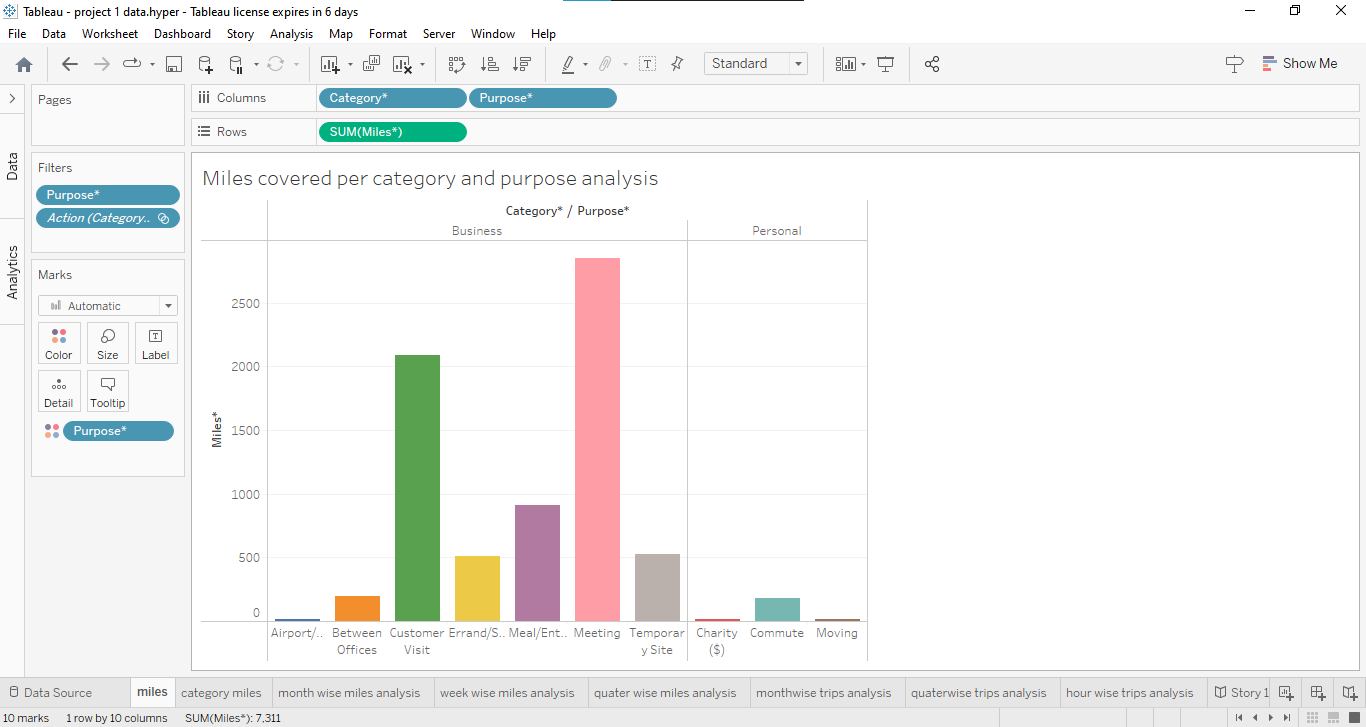 Tableau - project 1 data.hyper - Tableau license expires in 6 days
File Data Worksheet Dashboard Story Analysis Map Format Server Window Help
Standard
Show Me
Pages
Columns
Category*
Purpose*
Rows
SUM(Miles*)
Data
Analytics
Filters
Purpose*
Action (Category..
Marks
Automatic
Color
Size
Label
Detail
Tooltip
Purpose*
Miles covered per category and purpose analysis
Category* / Purpose*
Business
Personal
Miles*
2500
2000
1500
1000
500
0
Airport/..
Between
Offices
Customer
Visit
Errand/S..
Meal/Ent..
Meeting
Temporar
y Site
Charity
($)
Commute
Moving
Data Source
miles
category miles
month wise miles analysis
week wise miles analysis
quater wise miles analysis
monthwise trips analysis
quaterwise trips analysis
hour wise trips analysis
Story 1
10 marks
1 row by 10 columns
SUM(Miles*): 7,311